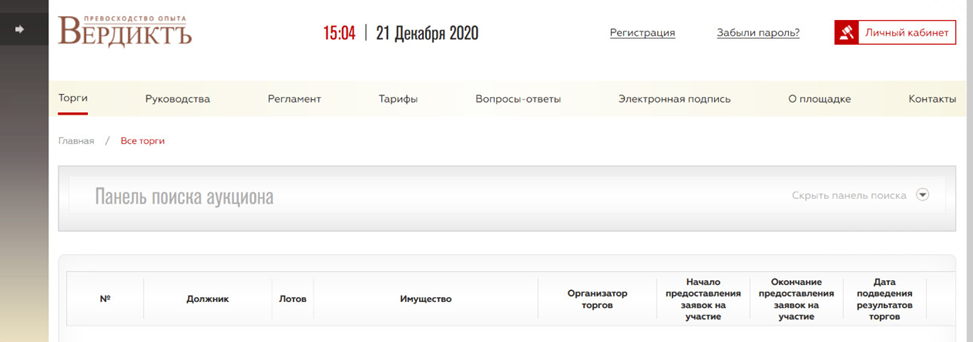 ПРЕВОСХОДСТВО ОПЫТА
ВЕРДИКТЪ
15:04 | 21 Декабря 2020
Регистрация
Забыли пароль?
Личный кабинет
Торги Руководства Регламент Тарифы Вопросы-ответы Электронная подпись О площадке Контакты
Главная / Все торги
Панель поиска аукциона
Скрыть панель поиска
№
Должник
Лотов
Имущество
Организатор
торгов
Начало
предоставления
заявок на
участие
Окончание
предоставления
заявок на
участие
Дата
подведения
результатов
торгов